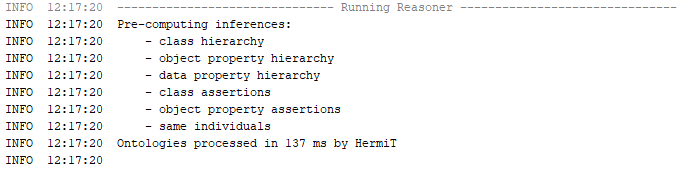 INFO  12:17:20  ------------------------------- Running Reasoner -------------------------------
INFO  12:17:20  Pre-computing inferences:
INFO  12:17:20      - class hierarchy
INFO  12:17:20      - object property hierarchy
INFO  12:17:20      - data property hierarchy
INFO  12:17:20      - class assertions
INFO  12:17:20      - object property assertions
INFO  12:17:20      - same individuals
INFO  12:17:20  Ontologies processed in 137 ms by HermiT
INFO  12:17:20